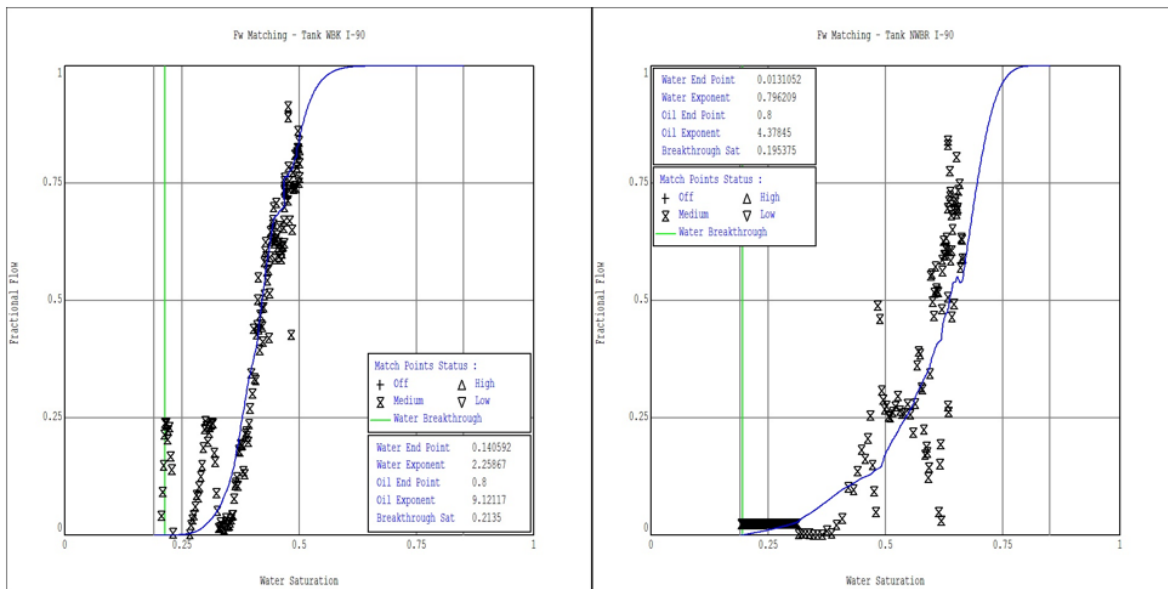 Fw Matching - Tank WBK I-90
1
0.75
0.5
0.25
0
0
0.25
0.5
0.75
1
Fractional Flow
Water Saturation
Match Points Status :
Off
High
Medium
Low
Water Breakthrough
Water End Point 0.140592
Water Exponent 2.25867
Oil End Point 0.8
Oil Exponent 9.12117
Breakthrough Sat 0.2135
Fw Matching - Tank NWBR I-90
1
0.75
0.5
0.25
0
0
0.25
0.5
0.75
1
Fractional Flow
Water Saturation
Water End Point 0.0131052
Water Exponent 0.796209
Oil End Point 0.8
Oil Exponent 4.37845
Breakthrough Sat 0.195375
Match Points Status :
Off
High
Medium
Low
Water Breakthrough